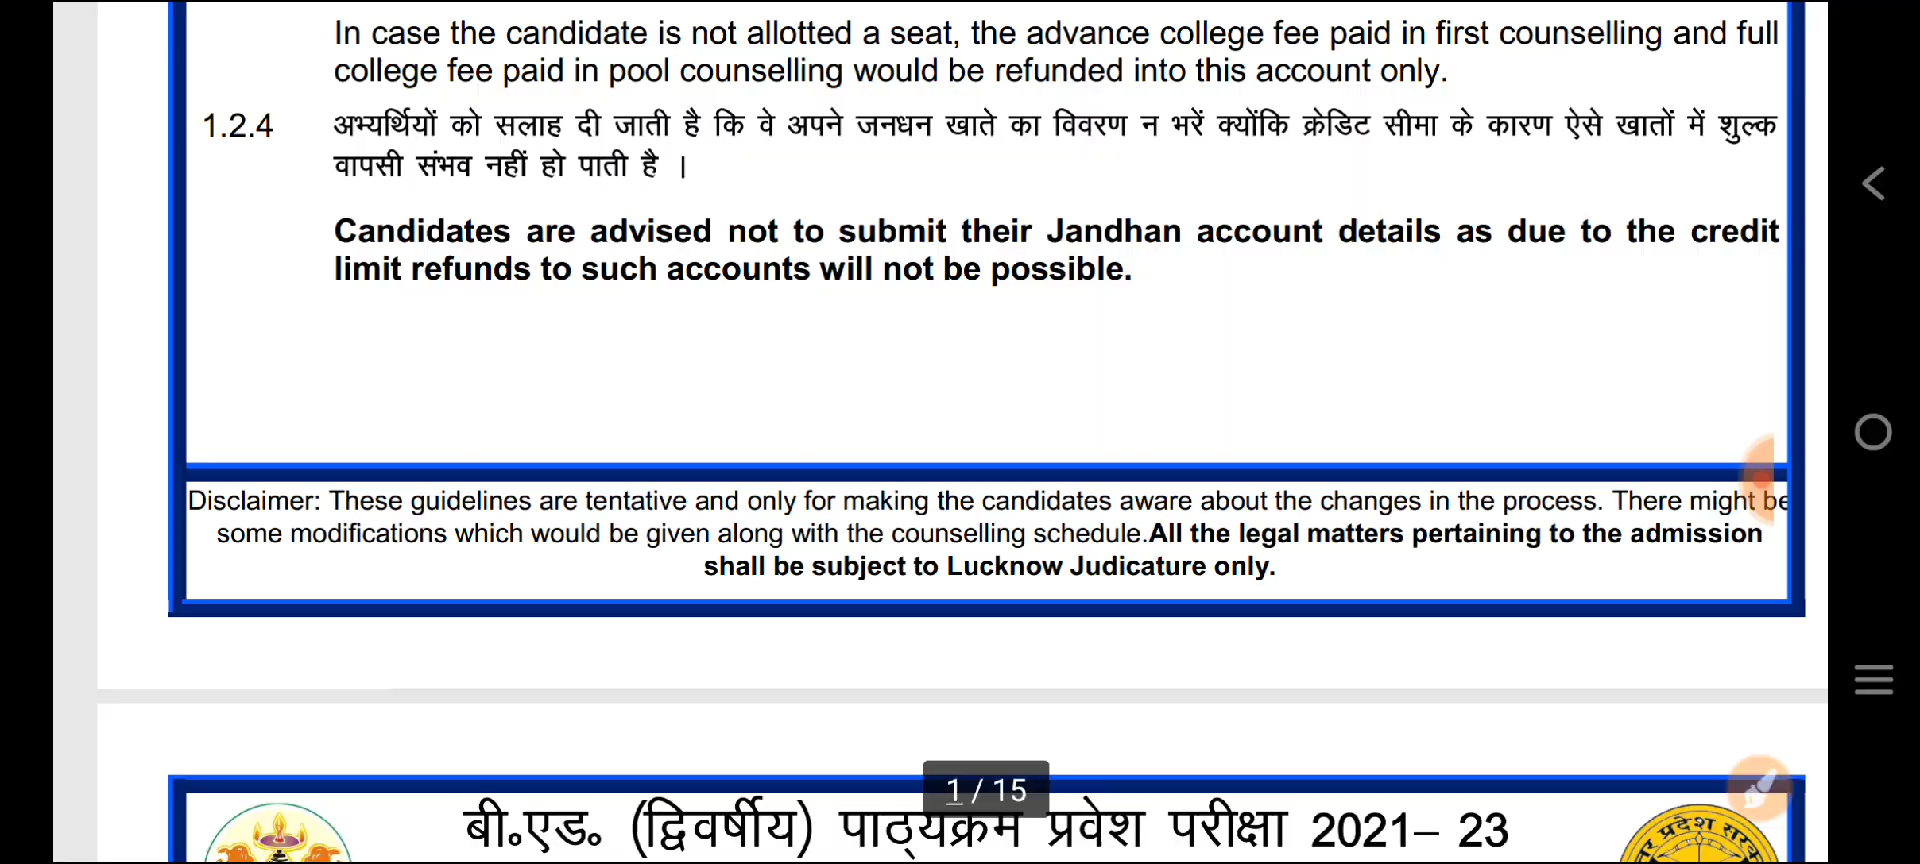 In case the candidate is not allotted a seat, the advance college fee paid in first counselling and full
college fee paid in pool counselling would be refunded into this account only.
1.2.4 अभ्यर्थियों को सलाह दी जाती है कि वे अपने जनधन खाते का विवरण न भरें क्योंकि क्रेडिट सीमा के कारण ऐसे खातों में शुल्क
वापसी संभव नहीं हो पाती है ।
Candidates are advised not to submit their Jandhan account details as due to the credit
limit refunds to such accounts will not be possible.
Disclaimer: These guidelines are tentative and only for making the candidates aware about the changes in the process. There might be
some modifications which would be given along with the counselling schedule.All the legal matters pertaining to the admission
shall be subject to Lucknow Judicature only.
1 / 15
बी॰एड॰ (द्विवर्षीय) पाठ्यक्रम प्रवेश परीक्षा 2021– 23